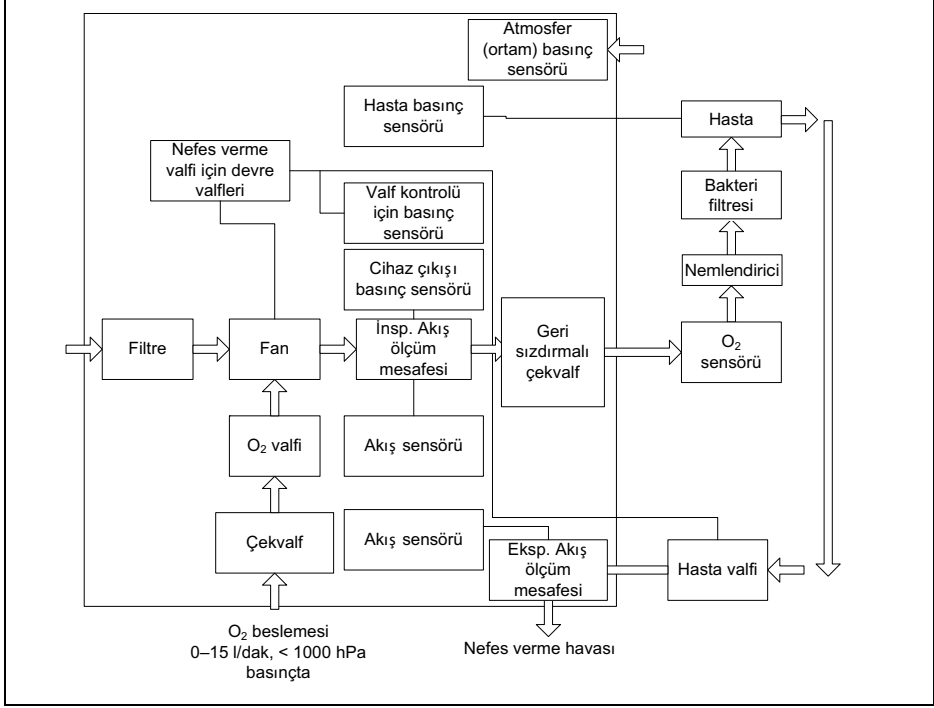 Atmosfer
(ortam) basınç
sensörü
Hasta basınç
sensörü
Hasta
Nefes verme
valfi için devre
valfleri
Valf kontrolü
için basınç
sensörü
Bakteri
filtresi
Cihaz çıkışı
basınç sensörü
Nemlendirici
Filtre
Fan
İnsp. Akış
ölçüm
mesafesi
Geri
sızdırmalı
çekvalf
O₂
sensörü
O₂ valfi
Akış sensörü
Çekvalf
Akış sensörü
Eksp. Akış
ölçüm
mesafesi
Hasta valfi
O₂ beslemesi
0–15 l/dak, < 1000 hPa
basınçta
Nefes verme havası